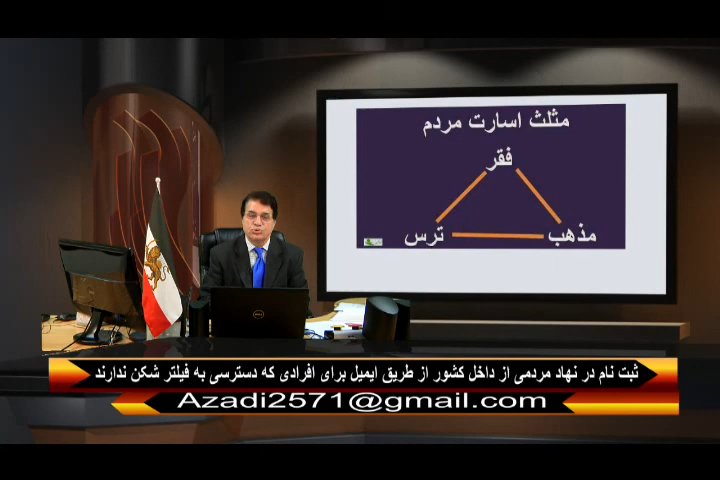 مثلث اسارت مردم
فقر
ترس
مذهب
DELL
ثبت نام در نهاد مردمی از داخل کشور از طریق ایمیل برای افرادی که دسترسی به فیلتر شکن ندارند
Azadi2571@gmail.com